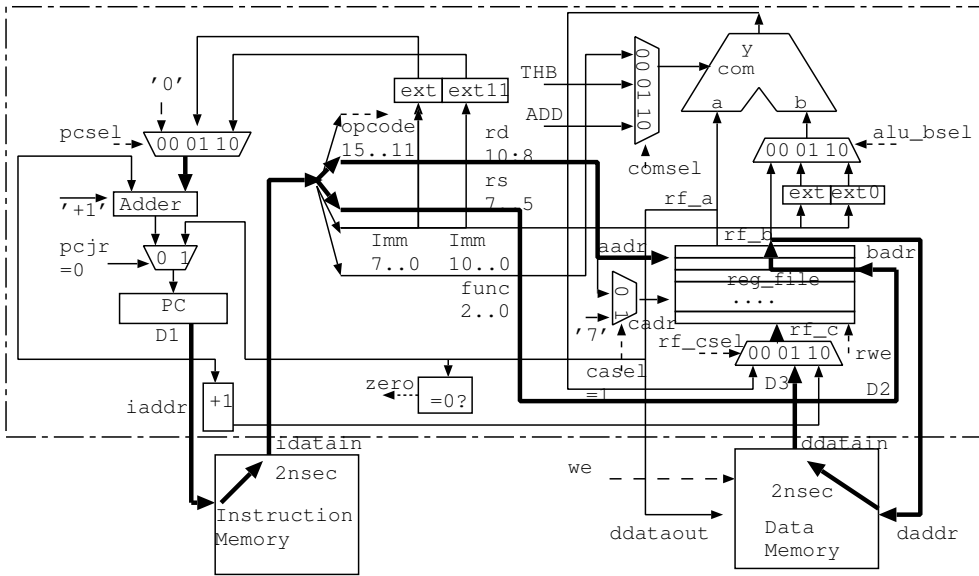 y
com
a
b
00 01 10
THB
ADD
comsel
'0'
pcsel
00 01 10
ext
ext11
opcode
15..11
rd
10:8
rs
7..5
Imm
7..0
Imm
10..0
func
2..0
alu_bsel
00 01 10
ext
ext0
rf_a
rf_b
'+1'
Adder
pcjr
=0
0 1
PC
D1
aadr
badr
reg_file
....
0 1
cadr
'7'
casel
=1
rf_c
rf_csel
00 01 10
rwe
D3
D2
zero
=0?
iaddr
+1
idatain
ddatain
2nsec
Instruction
Memory
we
ddataout
2nsec
Data
Memory
daddr